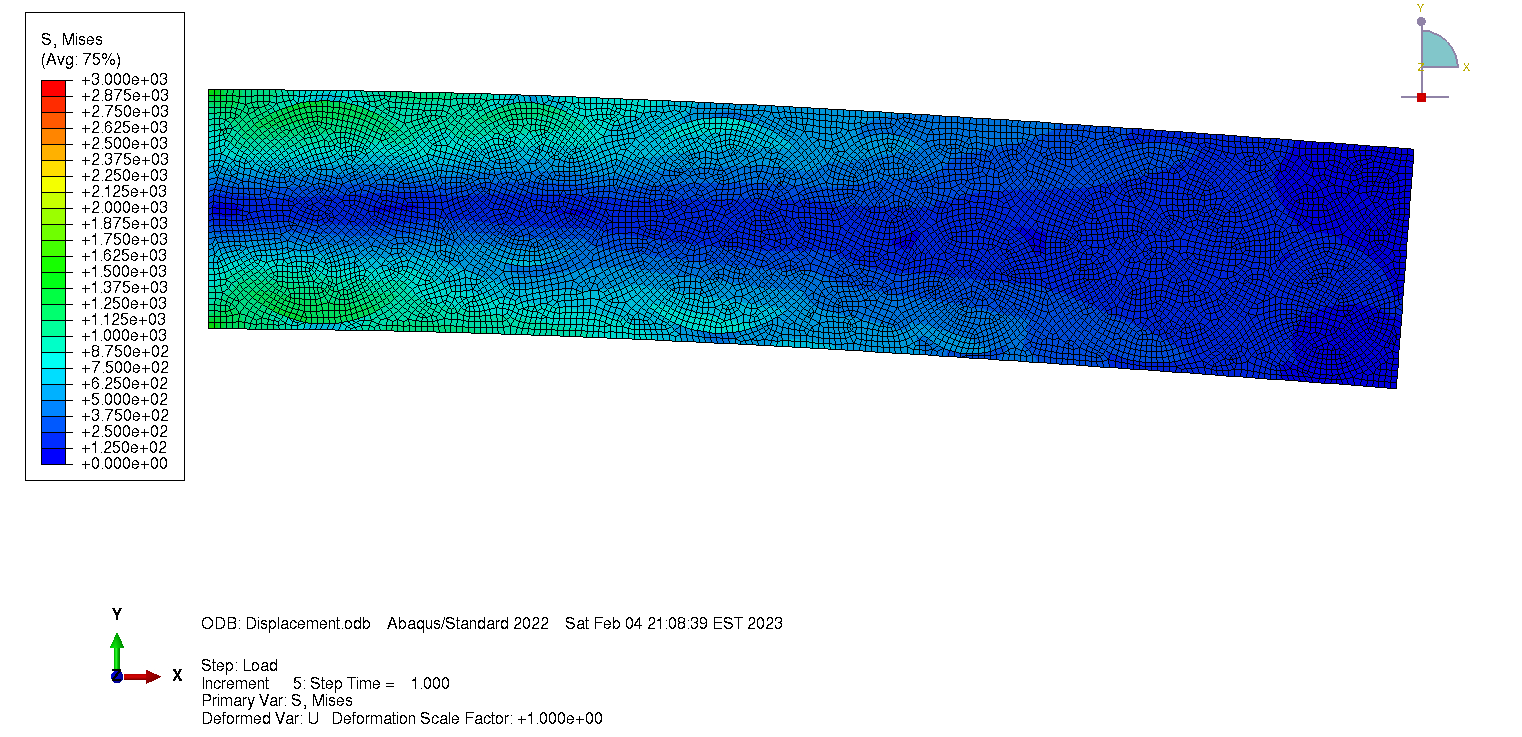 S, Mises
(Avg: 75%)
+3.000e+03
+2.875e+03
+2.750e+03
+2.625e+03
+2.500e+03
+2.375e+03
+2.250e+03
+2.125e+03
+2.000e+03
+1.875e+03
+1.750e+03
+1.625e+03
+1.500e+03
+1.375e+03
+1.250e+03
+1.125e+03
+1.000e+03
+8.750e+02
+7.500e+02
+6.250e+02
+5.000e+02
+3.750e+02
+2.500e+02
+1.250e+02
+0.000e+00
Y
Z X
Y
Z X
ODB: Displacement.odb Abaqus/Standard 2022 Sat Feb 04 21:08:39 EST 2023
Step: Load
Increment 5: Step Time = 1.000
Primary Var: S, Mises
Deformed Var: U Deformation Scale Factor: +1.000e+00